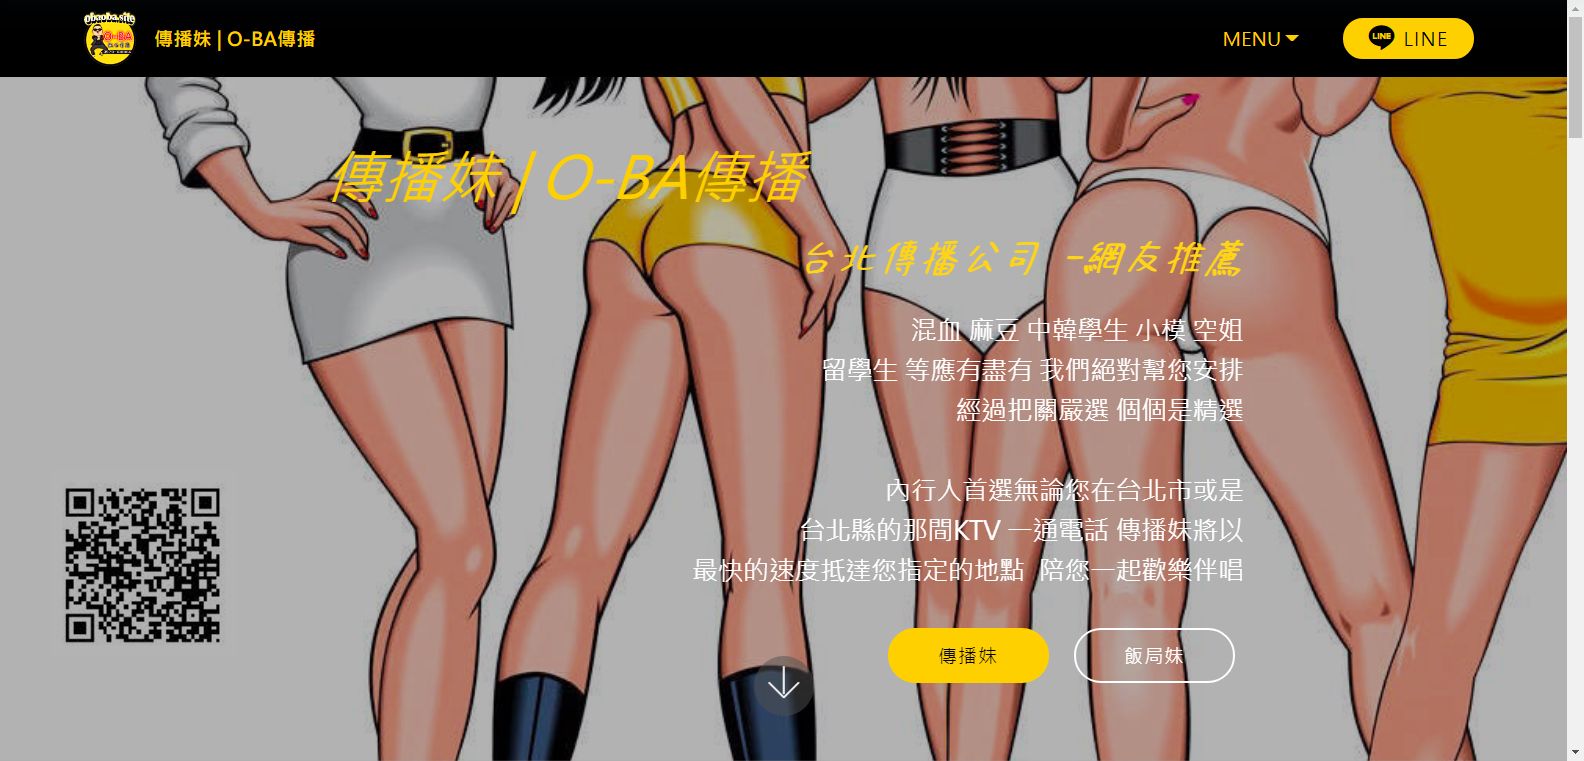 obaoba.site
O-BA
傳播妹 | O-BA傳播
MENU
LINE
LINE
傳播妹 | O-BA傳播
台北傳播公司 -網友推薦
混血 麻豆 中韓學生 小模 空姐
留學生 等應有盡有 我們絕對幫您安排
經過把關嚴選 個個是精選
內行人首選無論您在台北市或是
台北縣的那間KTV 一通電話 傳播妹將以
最快的速度抵達您指定的地點 陪您一起歡樂伴唱
傳播妹
飯局妹